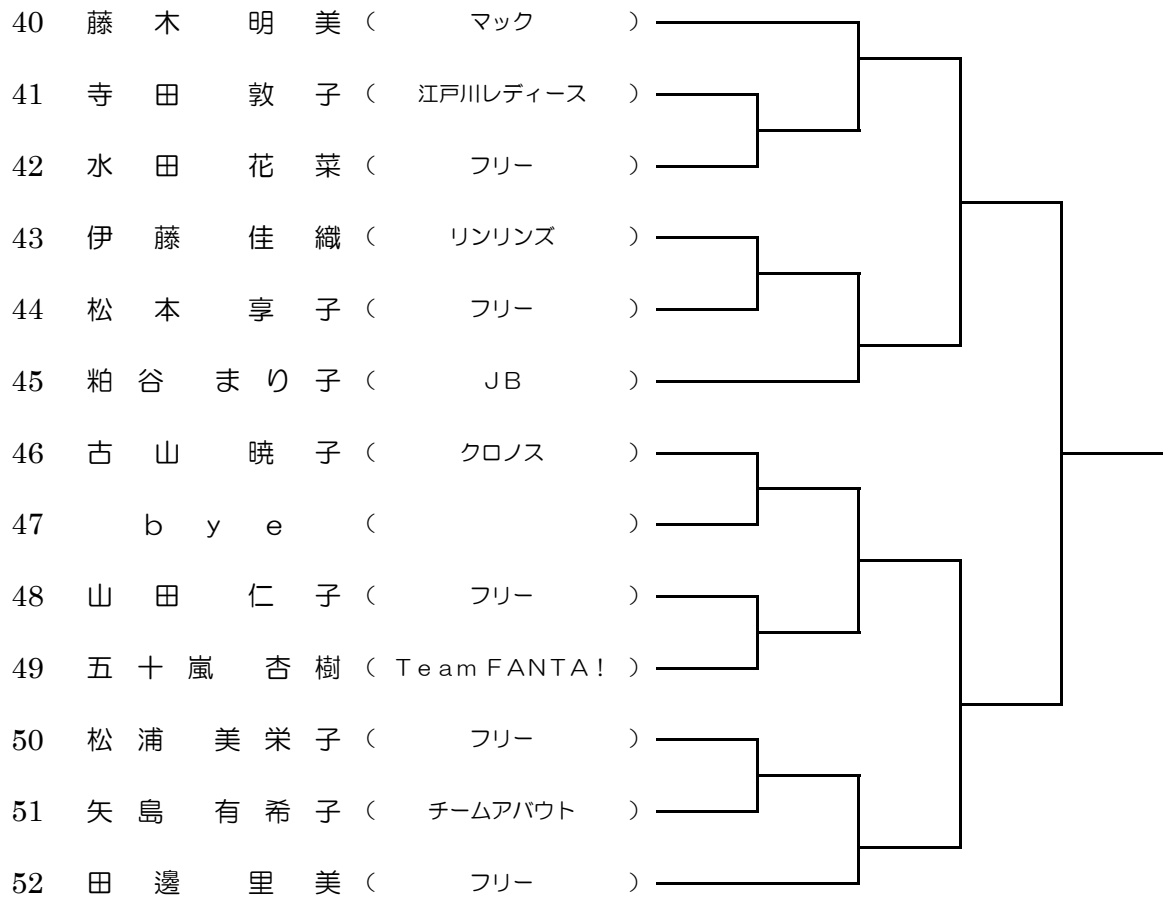 40 藤木 明美 ( マック )
41 寺田 敦子 ( 江戸川レディース )
42 水田 花菜 ( フリー )
43 伊藤 佳織 ( リンリンズ )
44 松本 享子 ( フリー )
45 粕谷 まり子 ( JB )
46 古山 暁子 ( クロノス )
47 bye ( )
48 山田 仁子 ( フリー )
49 五十嵐 杏樹 ( Team FANTA! )
50 松浦 美栄子 ( フリー )
51 矢島 有希子 ( チームアバウト )
52 田邊 里美 ( フリー )